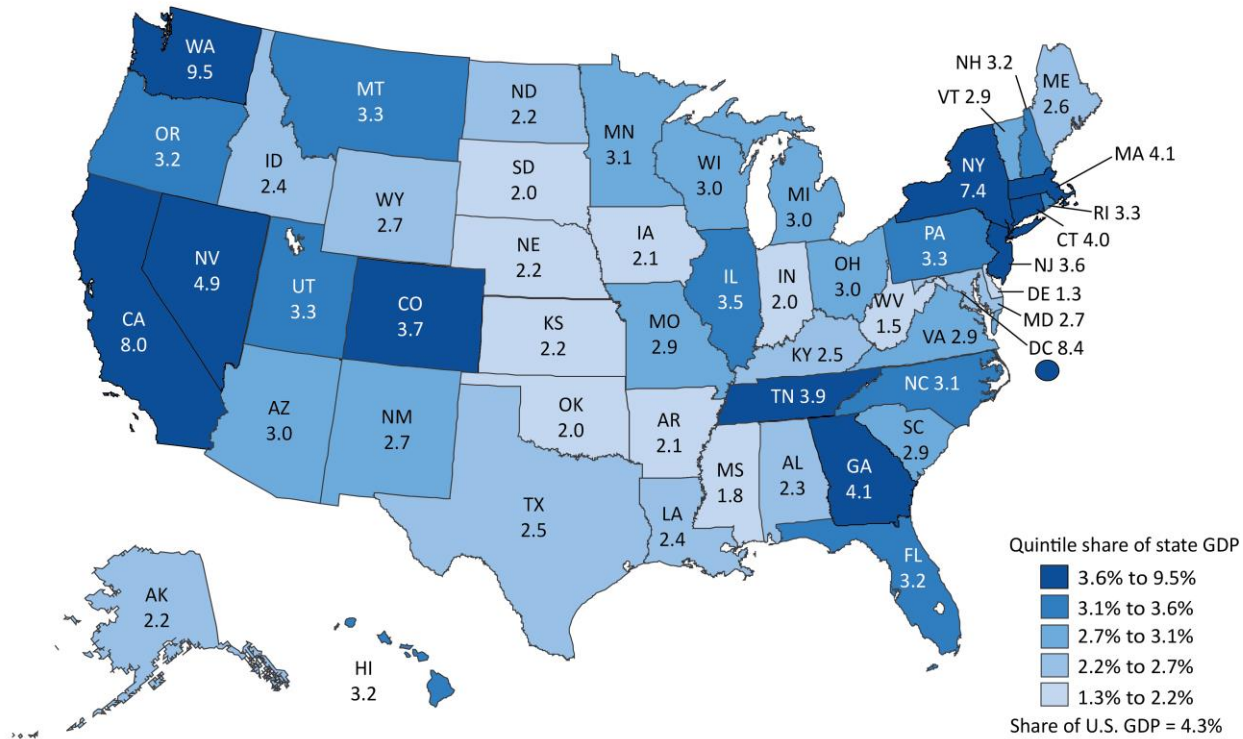 WA
9.5
MT
3.3
ND
2.2
MN
3.1
NH 3.2
VT 2.9
ME
2.6
OR
3.2
ID
2.4
SD
2.0
WI
3.0
MI
3.0
NY
7.4
MA 4.1
WY
2.7
RI 3.3
CT 4.0
NV
4.9
NE
2.2
IA
2.1
PA
3.3
NJ 3.6
UT
3.3
CO
3.7
IL
3.5
IN
2.0
OH
3.0
WV
1.5
DE 1.3
MD 2.7
DC 8.4
CA
8.0
KS
2.2
MO
2.9
KY 2.5
VA 2.9
AZ
3.0
NM
2.7
OK
2.0
AR
2.1
TN 3.9
NC 3.1
SC
2.9
MS
1.8
AL
2.3
GA
4.1
TX
2.5
LA
2.4
FL
3.2
AK
2.2
HI
3.2
Quintile share of state GDP
3.6% to 9.5%
3.1% to 3.6%
2.7% to 3.1%
2.2% to 2.7%
1.3% to 2.2%
Share of U.S. GDP = 4.3%